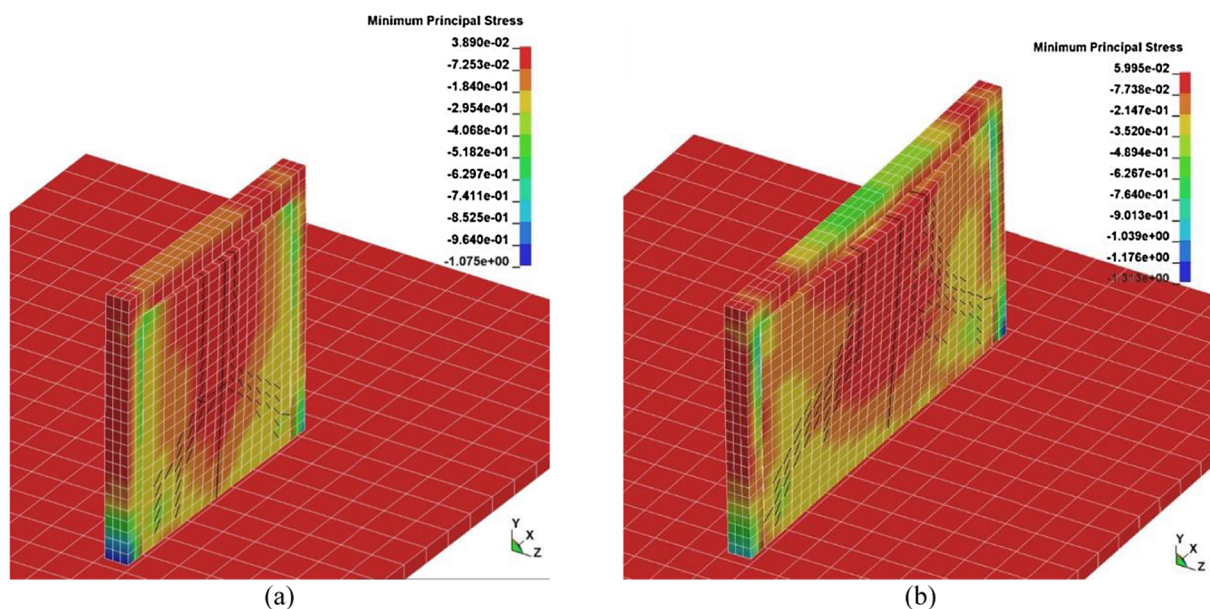 Minimum Principal Stress
3.890e-02
-7.253e-02
-1.840e-01
-2.954e-01
-4.068e-01
-5.182e-01
-6.297e-01
-7.411e-01
-8.525e-01
-9.640e-01
-1.075e+00
Y
X
Z
(a)
Minimum Principal Stress
5.995e-02
-7.738e-02
-2.147e-01
-3.520e-01
-4.894e-01
-6.267e-01
-7.640e-01
-9.013e-01
-1.039e+00
-1.176e+00
-1.313e+00
Y
X
Z
(b)